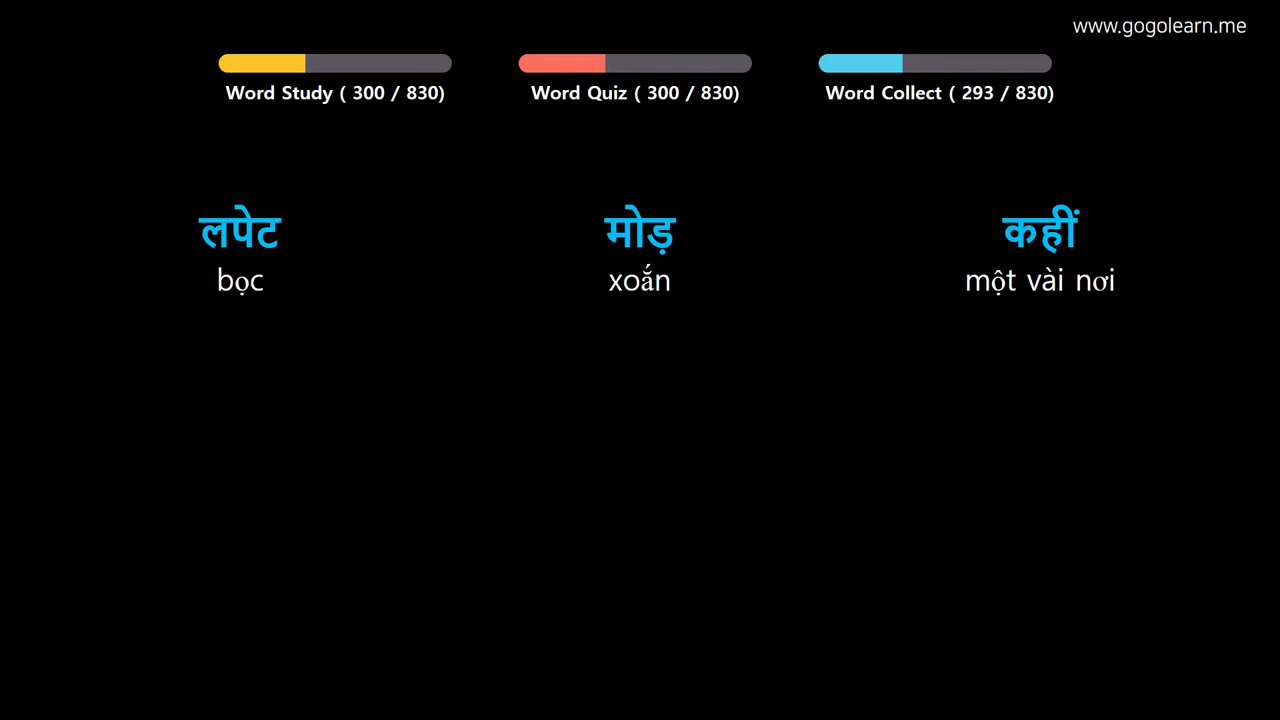 www.gogolearn.me
Word Study ( 300 / 830)
Word Quiz ( 300 / 830)
Word Collect ( 293 / 830)
लपेट
bọc
मोड़
xoắn
कहीं
một vài nơi